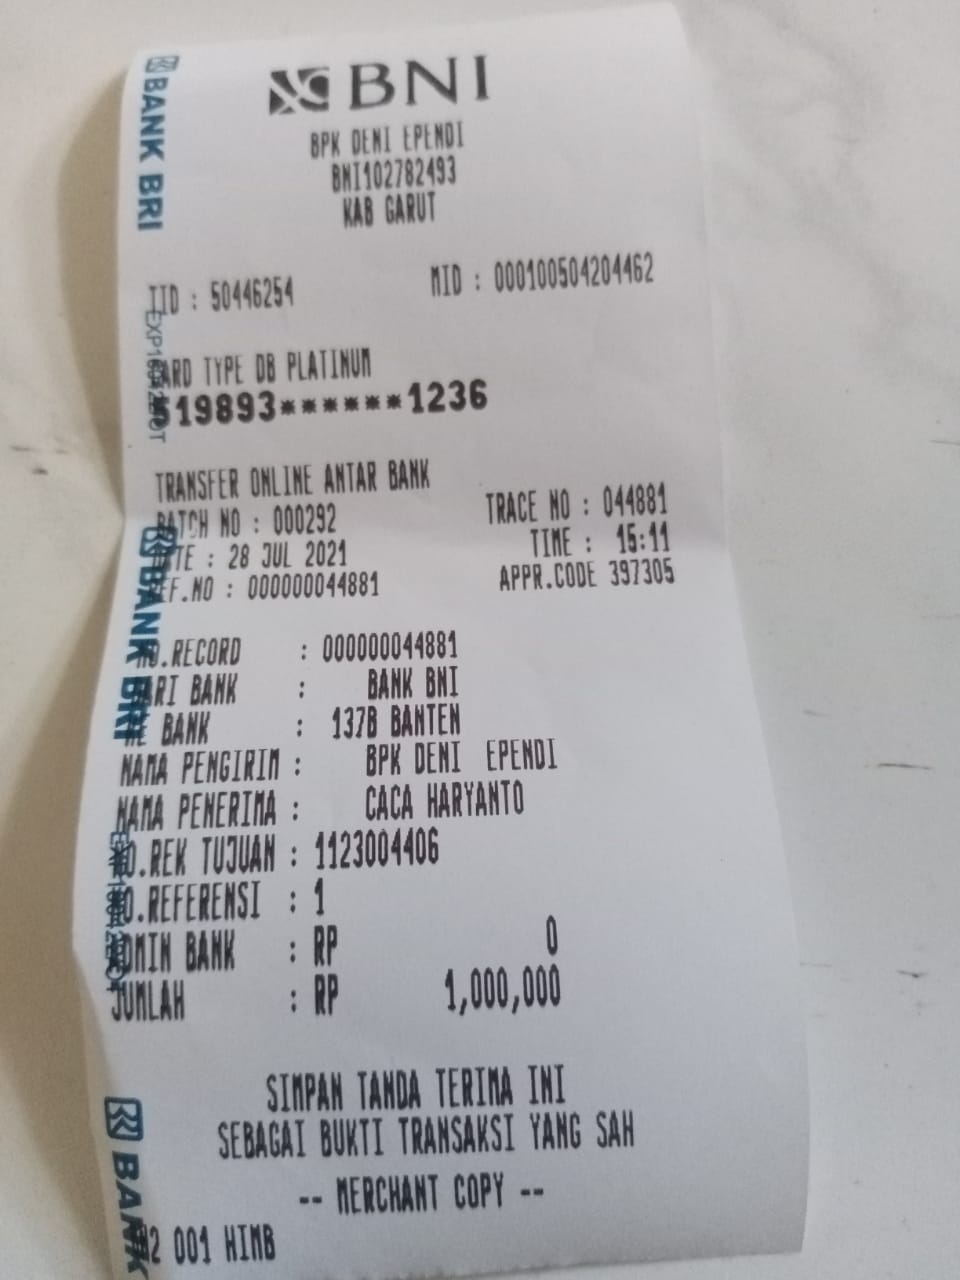 BNI
BPK DENI EPENDI
BNI102782493
KAB GARUT
TID : 50446254 MID : 000100504204462
CARD TYPE DB PLATINUM
519893******1236
TRANSFER ONLINE ANTAR BANK
BATCH NO : 000292 TRACE NO : 044881
DATE : 28 JUL 2021 TIME : 15:11
REF.NO : 000000044881 APPR.CODE 397305
NO.RECORD : 000000044881
DARI BANK : BANK BNI
KE BANK : 137B BANTEN
NAMA PENGIRIM : BPK DENI EPENDI
NAMA PENERIMA : CACA HARYANTO
NO.REK TUJUAN : 1123004406
NO.REFERENSI : 1
ADMIN BANK : RP 0
JUMLAH : RP 1,000,000
SIMPAN TANDA TERIMA INI
SEBAGAI BUKTI TRANSAKSI YANG SAH
-- MERCHANT COPY --
001 HIMB
BANK BRI
BANK BRI
BANK